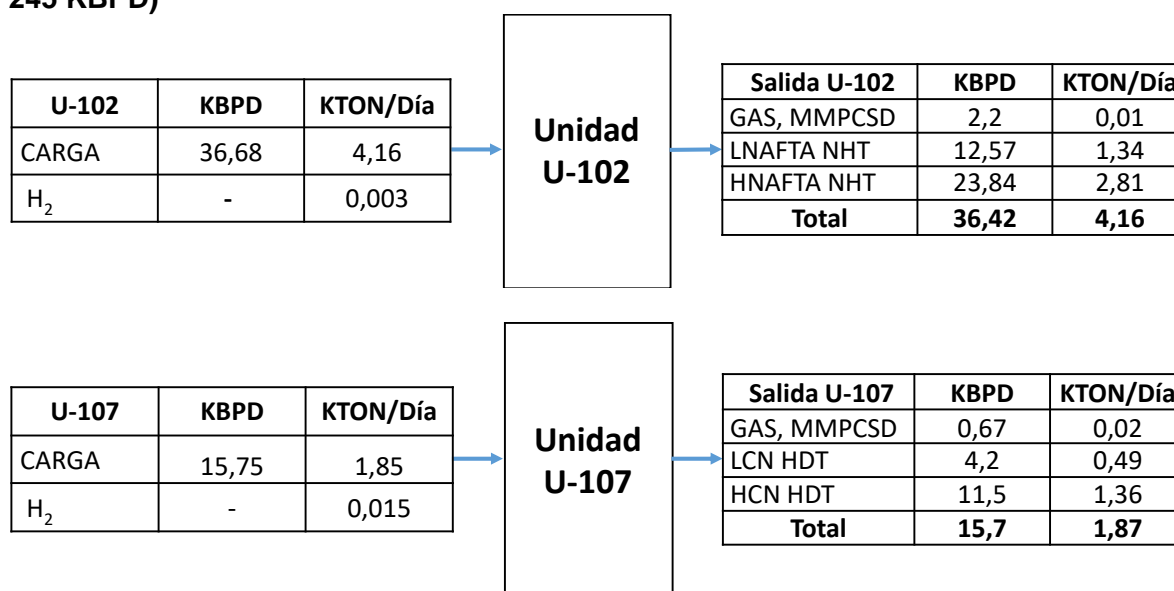 245 KBPD)
U-102 KBPD KTON/Día
CARGA 36,68 4,16
H2 - 0,003
Unidad
U-102
Salida U-102 KBPD KTON/Día
GAS, MMPCSD 2,2 0,01
LNAFTA NHT 12,57 1,34
HNAFTA NHT 23,84 2,81
Total 36,42 4,16
U-107 KBPD KTON/Día
CARGA 15,75 1,85
H2 - 0,015
Unidad
U-107
Salida U-107 KBPD KTON/Día
GAS, MMPCSD 0,67 0,02
LCN HDT 4,2 0,49
HCN HDT 11,5 1,36
Total 15,7 1,87